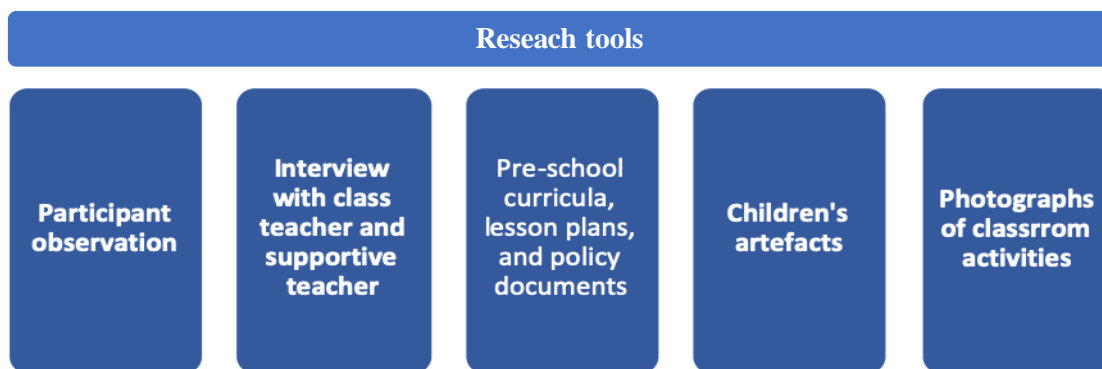 Reseach tools
Participant
observation
Interview
with class
teacher and
supportive
teacher
Pre-school
curricula,
lesson plans,
and policy
documents
Children's
artefacts
Photographs
of classrrom
activities